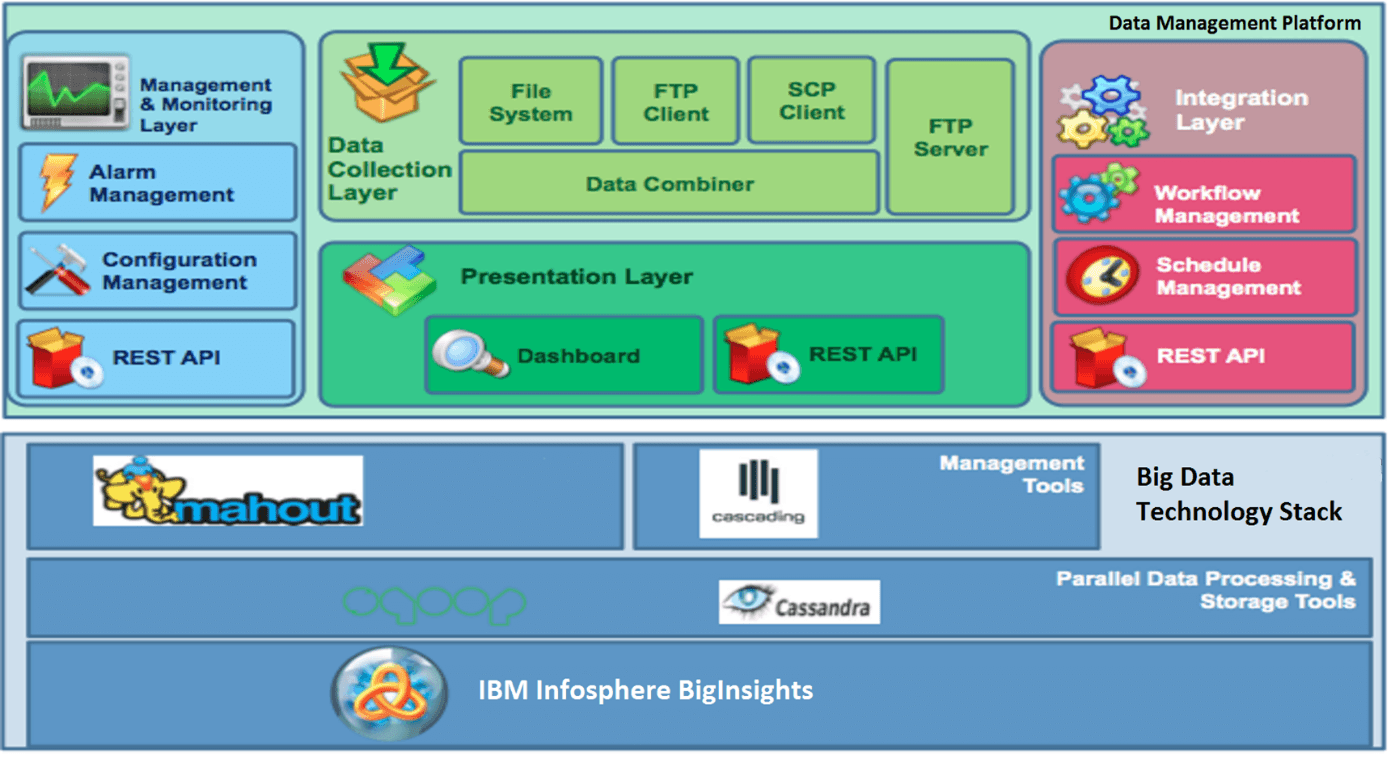 Data Management Platform
Management
& Monitoring
Layer
Alarm
Management
Configuration
Management
REST API
Data
Collection
Layer
File
System
FTP
Client
SCP
Client
FTP
Server
Data Combiner
Presentation Layer
Dashboard
REST API
Integration
Layer
Workflow
Management
Schedule
Management
REST API
mahout
cascading
Management
Tools
Big Data
Technology Stack
sqoop
Cassandra
Parallel Data Processing &
Storage Tools
IBM Infosphere BigInsights